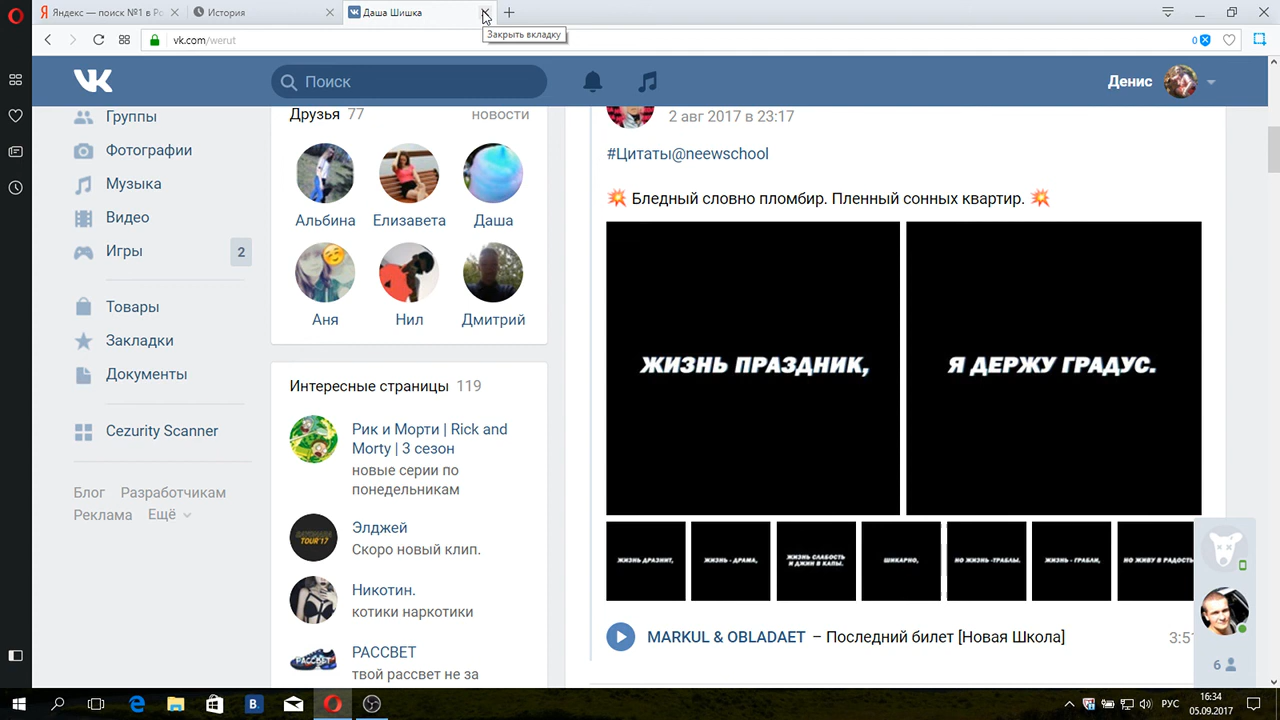 Яндекс — поиск №1 в Ро
История
Даша Шишка
Закрыть вкладку
vk.com/werut
0
Поиск
Денис
Группы
Фотографии
Музыка
Видео
Игры
2
Товары
Закладки
Документы
Cezurity Scanner
Блог Разработчикам
Реклама Ещё
Друзья 77
новости
Альбина Елизавета Даша
Аня Нил Дмитрий
Интересные страницы 119
Рик и Морти | Rick and
Morty | 3 сезон
новые серии по
понедельникам
Элджей
Скоро новый клип.
Никотин.
котики наркотики
РАССВЕТ
твой рассвет не за
2 авг 2017 в 23:17
#Цитаты@neewschool
💥 Бледный словно пломбир. Пленный сонных квартир. 💥
ЖИЗНЬ ПРАЗДНИК,
Я ДЕРЖУ ГРАДУС.
ЖИЗНЬ ДРАЗНИТ,
ЖИЗНЬ - ДРАМА,
ЖИЗНЬ СЛАБОСТЬ
И ДЖИН В КАПЫ.
ШИКАРНО,
НО ЖИЗНЬ -ТРАБЛЫ.
ЖИЗНЬ - ГРАБЛИ,
НО ЖИВУ В РАДОСТЬ
MARKUL & OBLADAET – Последний билет [Новая Школа]
3:51
6
РУС
16:34
05.09.2017